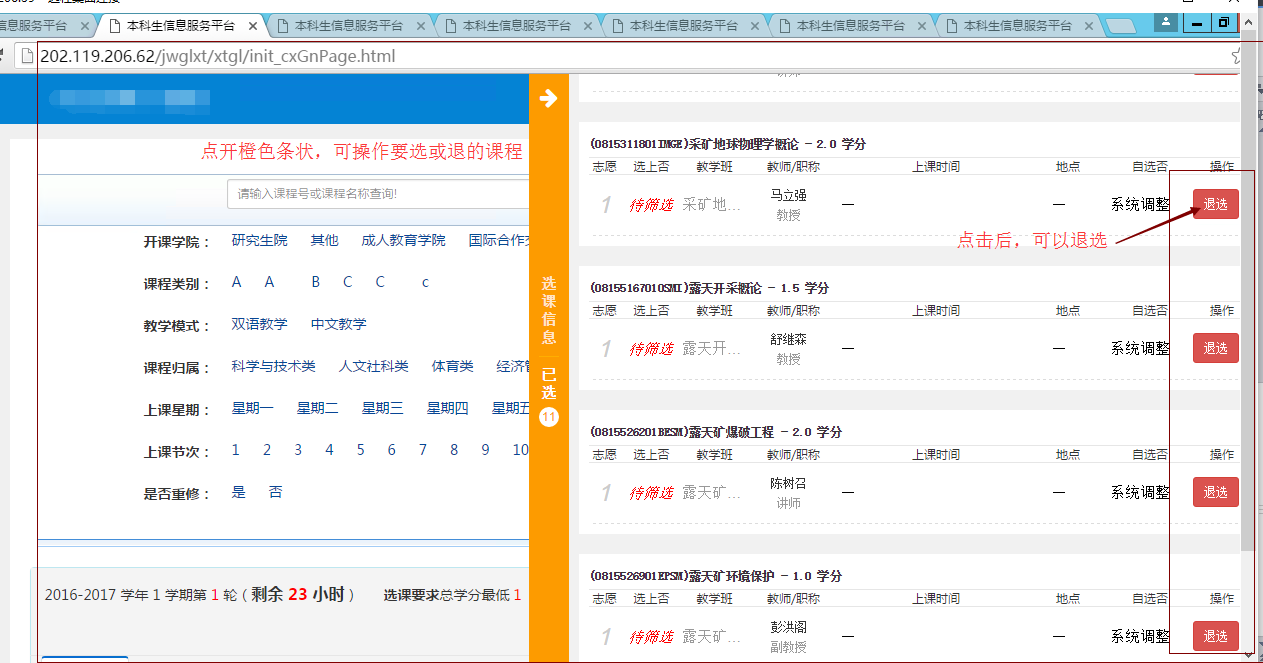 息服务平台 本科生信息服务平台 本科生信息服务平台 本科生信息服务平台 本科生信息服务平台 本科生信息服务平台 本科生信息服务平台
202.119.206.62/jwglxt/xtgl/init_cxGnPage.html
点开橙色条状，可操作要选或退的课程
请输入课程号或课程名称查询!
开课学院： 研究生院 其他 成人教育学院 国际合作
课程类别： A A B C C c
教学模式： 双语教学 中文教学
课程归属： 科学与技术类 人文社科类 体育类 经济
上课星期： 星期一 星期二 星期三 星期四 星期五
上课节次： 1 2 3 4 5 6 7 8 9 10
是否重修： 是 否
2016-2017 学年 1 学期第 1 轮（剩余 23 小时） 选课要求总学分最低 1
选课信息
已选
11
(0815311801IMGE)采矿地球物理学概论 - 2.0 学分
志愿 选上否 教学班 教师/职称 上课时间 地点 自选否 操作
1 待筛选 采矿地... 马立强 — — 系统调整 退选
教授
点击后，可以退选
(0815516701OSMI)露天开采概论 - 1.5 学分
志愿 选上否 教学班 教师/职称 上课时间 地点 自选否 操作
1 待筛选 露天开... 舒维森 — — 系统调整 退选
教授
(0815526201BESM)露天矿爆破工程 - 2.0 学分
志愿 选上否 教学班 教师/职称 上课时间 地点 自选否 操作
1 待筛选 露天矿... 陈树召 — — 系统调整 退选
讲师
(0815526901EPSM)露天矿环境保护 - 1.0 学分
志愿 选上否 教学班 教师/职称 上课时间 地点 自选否 操作
1 待筛选 露天矿... 彭洪阁 — — 系统调整 退选
副教授